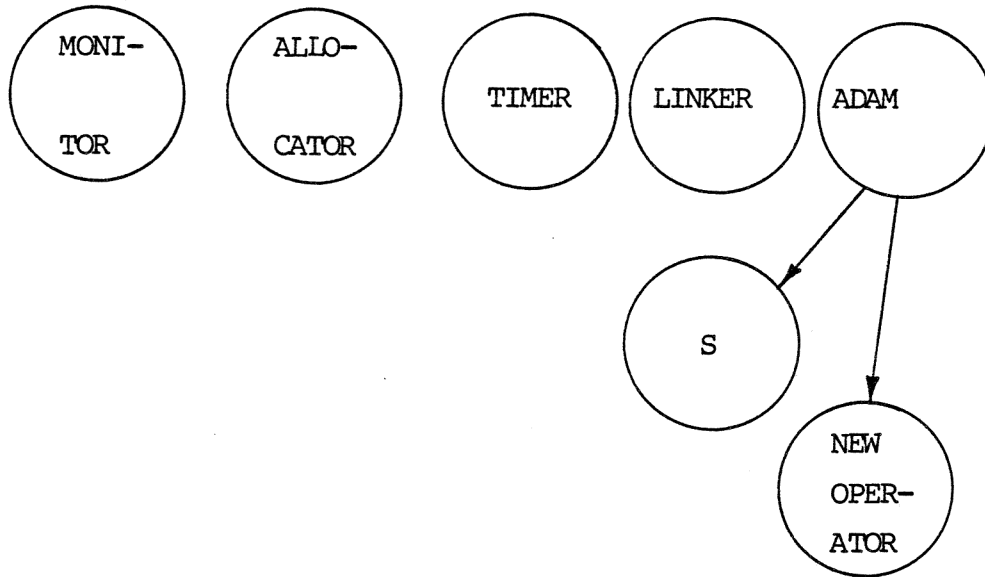 MONI-
TOR
ALLO-
CATOR
TIMER
LINKER
ADAM
S
NEW
OPER-
ATOR